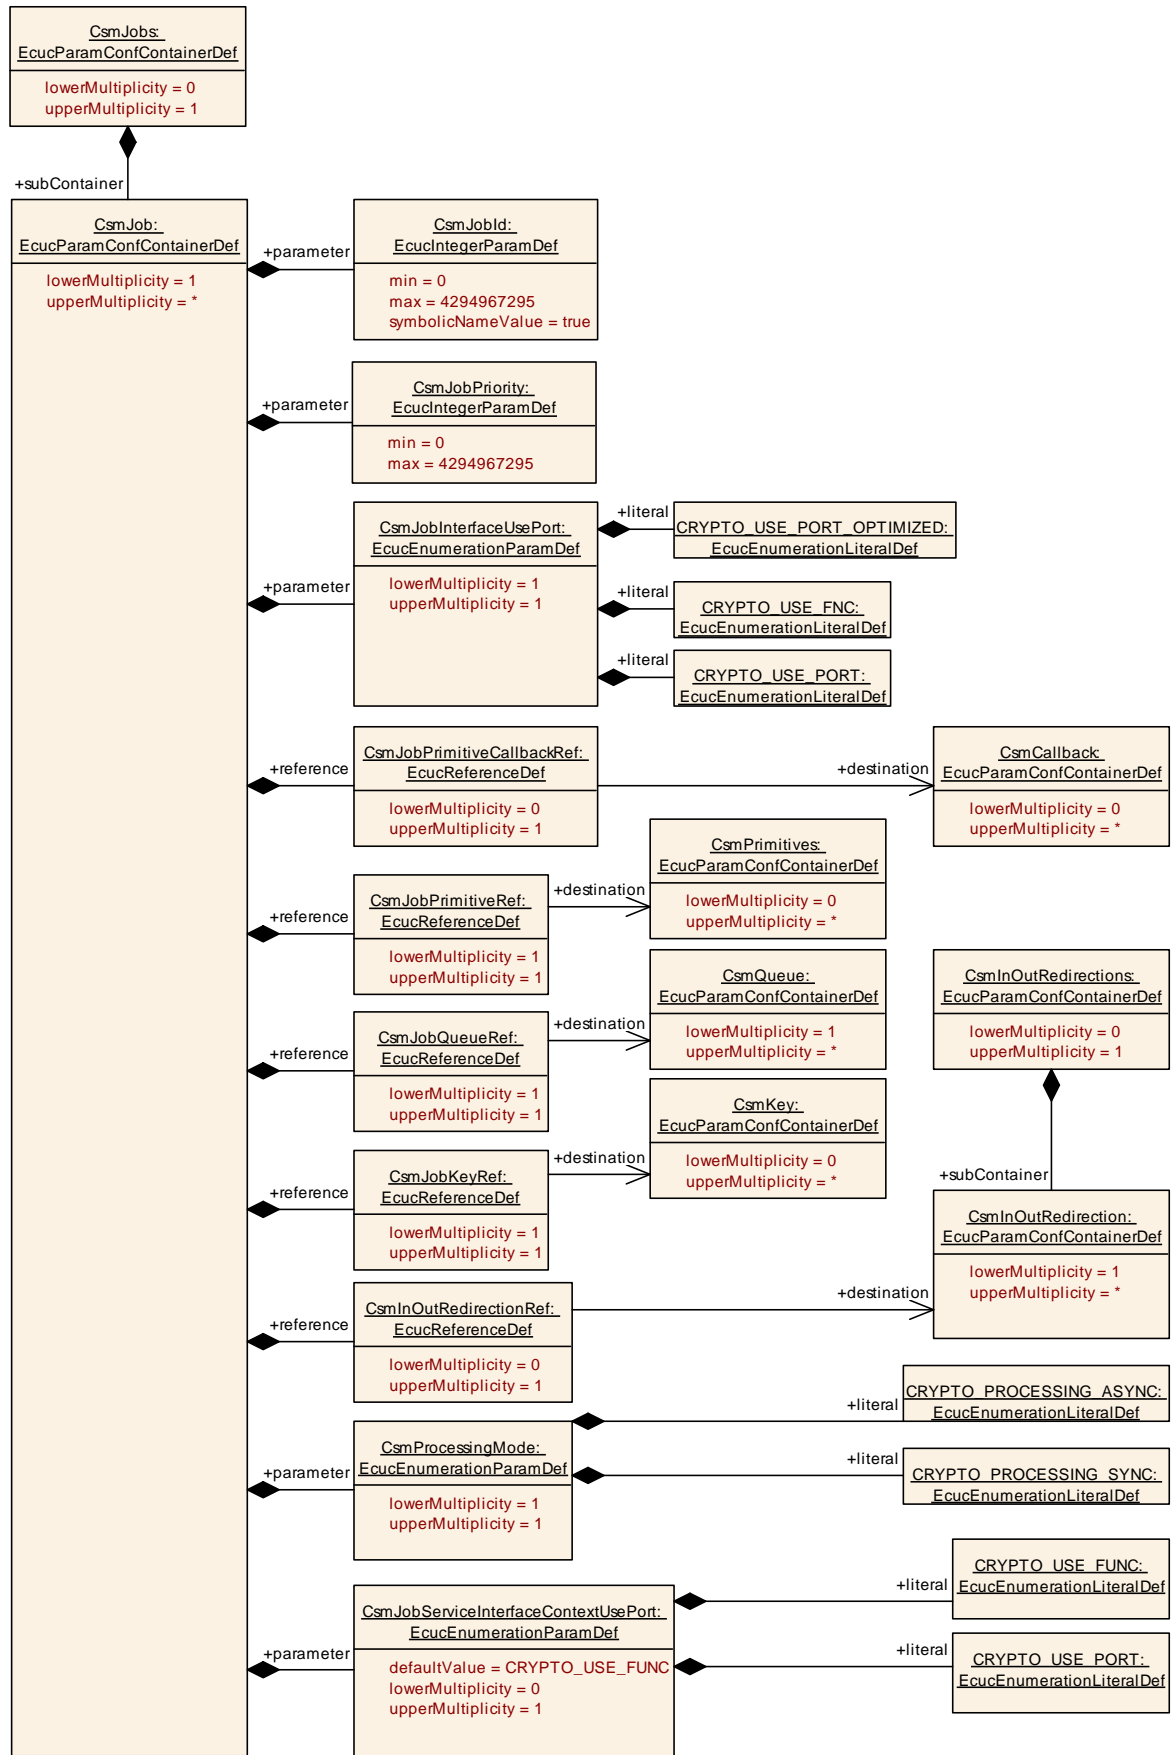 CsmJobs:
EcucParamConfContainerDef
lowerMultiplicity = 0
upperMultiplicity = 1
+subContainer
CsmJob:
EcucParamConfContainerDef
lowerMultiplicity = 1
upperMultiplicity = *
+parameter
CsmJobId:
EcucIntegerParamDef
min = 0
max = 4294967295
symbolicNameValue = true
+parameter
CsmJobPriority:
EcucIntegerParamDef
min = 0
max = 4294967295
+parameter
CsmJobInterfaceUsePort:
EcucEnumerationParamDef
lowerMultiplicity = 1
upperMultiplicity = 1
+literal
CRYPTO_USE_PORT_OPTIMIZED:
EcucEnumerationLiteralDef
+literal
CRYPTO_USE_FNC:
EcucEnumerationLiteralDef
+literal
CRYPTO_USE_PORT:
EcucEnumerationLiteralDef
+reference
CsmJobPrimitiveCallbackRef:
EcucReferenceDef
lowerMultiplicity = 0
upperMultiplicity = 1
+destination
CsmCallback:
EcucParamConfContainerDef
lowerMultiplicity = 0
upperMultiplicity = *
+reference
CsmJobPrimitiveRef:
EcucReferenceDef
lowerMultiplicity = 1
upperMultiplicity = 1
+destination
CsmPrimitives:
EcucParamConfContainerDef
lowerMultiplicity = 0
upperMultiplicity = *
+reference
CsmJobQueueRef:
EcucReferenceDef
lowerMultiplicity = 1
upperMultiplicity = 1
+destination
CsmQueue:
EcucParamConfContainerDef
lowerMultiplicity = 1
upperMultiplicity = *
CsmInOutRedirections:
EcucParamConfContainerDef
lowerMultiplicity = 0
upperMultiplicity = 1
+reference
CsmJobKeyRef:
EcucReferenceDef
lowerMultiplicity = 1
upperMultiplicity = 1
+destination
CsmKey:
EcucParamConfContainerDef
lowerMultiplicity = 0
upperMultiplicity = *
+subContainer
CsmInOutRedirection:
EcucParamConfContainerDef
lowerMultiplicity = 1
upperMultiplicity = *
+reference
CsmInOutRedirectionRef:
EcucReferenceDef
lowerMultiplicity = 0
upperMultiplicity = 1
+destination
+parameter
CsmProcessingMode:
EcucEnumerationParamDef
lowerMultiplicity = 1
upperMultiplicity = 1
+literal
CRYPTO_PROCESSING_ASYNC:
EcucEnumerationLiteralDef
+literal
CRYPTO_PROCESSING_SYNC:
EcucEnumerationLiteralDef
+parameter
CsmJobServiceInterfaceContextUsePort:
EcucEnumerationParamDef
defaultValue = CRYPTO_USE_FUNC
lowerMultiplicity = 0
upperMultiplicity = 1
+literal
CRYPTO_USE_FUNC:
EcucEnumerationLiteralDef
+literal
CRYPTO_USE_PORT:
EcucEnumerationLiteralDef